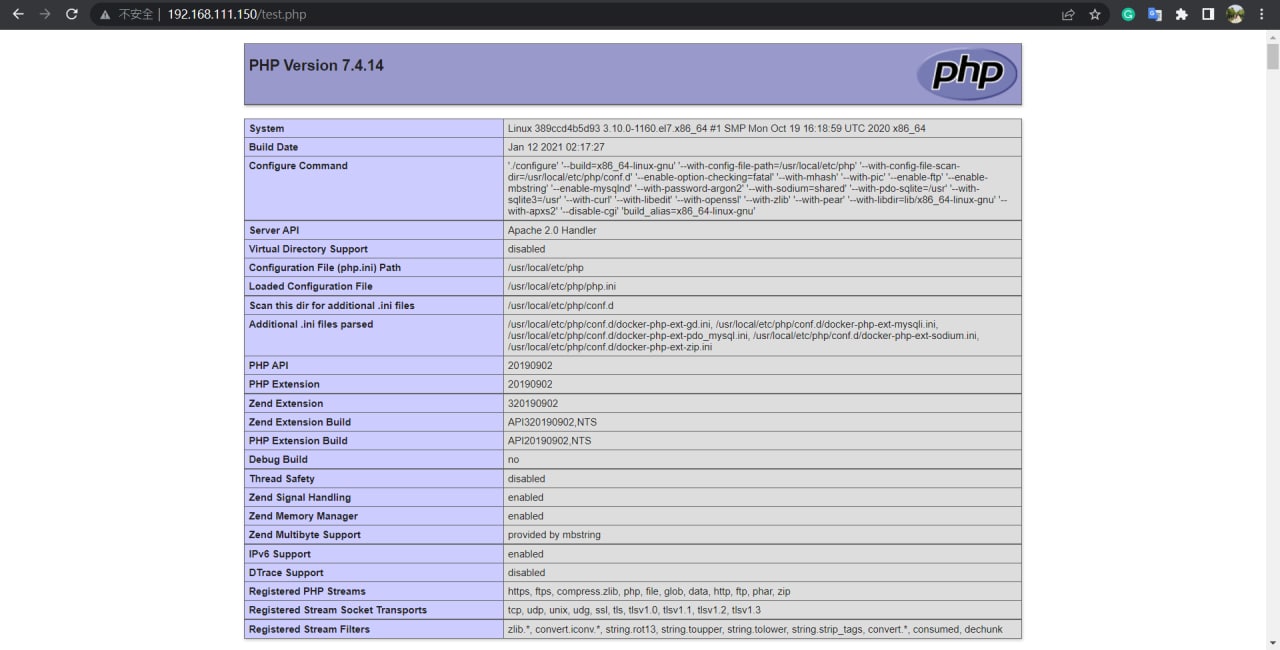 不安全 192.168.111.150/test.php
PHP Version 7.4.14
php
System Linux 389ccd4b5d93 3.10.0-1160.el7.x86_64 #1 SMP Mon Oct 19 16:18:59 UTC 2020 x86_64
Build Date Jan 12 2021 02:17:27
Configure Command './configure' '--build=x86_64-linux-gnu' '--with-config-file-path=/usr/local/etc/php' '--with-config-file-scan-
dir=/usr/local/etc/php/conf.d' '--enable-option-checking=fatal' '--with-mhash' '--with-pic' '--enable-ftp' '--enable-
mbstring' '--enable-mysqlnd' '--with-password-argon2' '--with-sodium=shared' '--with-pdo-sqlite=/usr' '--with-
sqlite3=/usr' '--with-curl' '--with-libedit' '--with-openssl' '--with-zlib' '--with-pear' '--with-libdir=lib/x86_64-linux-gnu' '--
with-apxs2' '--disable-cgi' 'build_alias=x86_64-linux-gnu'
Server API Apache 2.0 Handler
Virtual Directory Support disabled
Configuration File (php.ini) Path /usr/local/etc/php
Loaded Configuration File /usr/local/etc/php/php.ini
Scan this dir for additional .ini files /usr/local/etc/php/conf.d
Additional .ini files parsed /usr/local/etc/php/conf.d/docker-php-ext-gd.ini, /usr/local/etc/php/conf.d/docker-php-ext-mysqli.ini,
/usr/local/etc/php/conf.d/docker-php-ext-pdo_mysql.ini, /usr/local/etc/php/conf.d/docker-php-ext-sodium.ini,
/usr/local/etc/php/conf.d/docker-php-ext-zip.ini
PHP API 20190902
PHP Extension 20190902
Zend Extension 320190902
Zend Extension Build API320190902,NTS
PHP Extension Build API20190902,NTS
Debug Build no
Thread Safety disabled
Zend Signal Handling enabled
Zend Memory Manager enabled
Zend Multibyte Support provided by mbstring
IPv6 Support enabled
DTrace Support disabled
Registered PHP Streams https, ftps, compress.zlib, php, file, glob, data, http, ftp, phar, zip
Registered Stream Socket Transports tcp, udp, unix, udg, ssl, tls, tlsv1.0, tlsv1.1, tlsv1.2, tlsv1.3
Registered Stream Filters zlib.*, convert.iconv.*, string.rot13, string.toupper, string.tolower, string.strip_tags, convert.*, consumed, dechunk